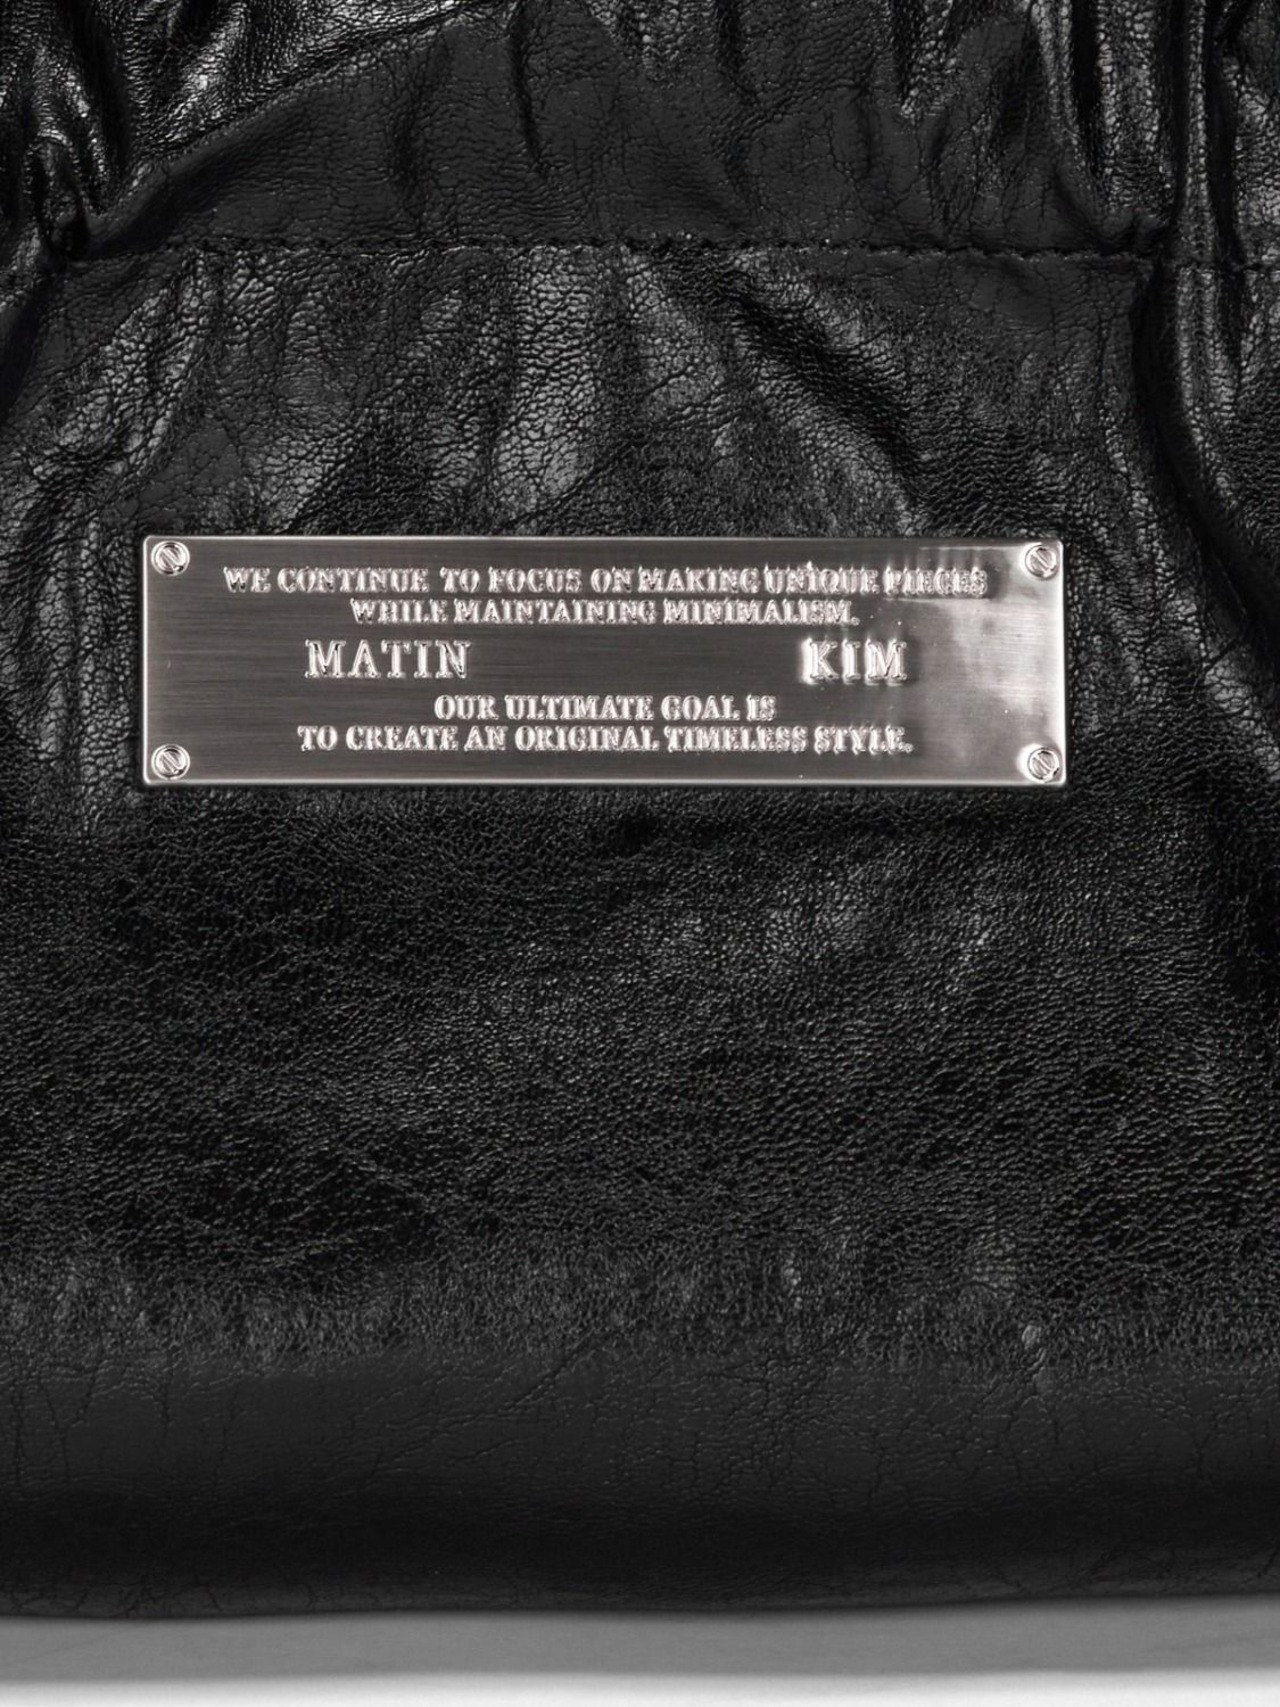 WE CONTINUE TO FOCUS ON MAKING UNIQUE PIECES
WHILE MAINTAINING MINIMALISM.
MATIN KIM
OUR ULTIMATE GOAL IS
TO CREATE AN ORIGINAL TIMELESS STYLE.